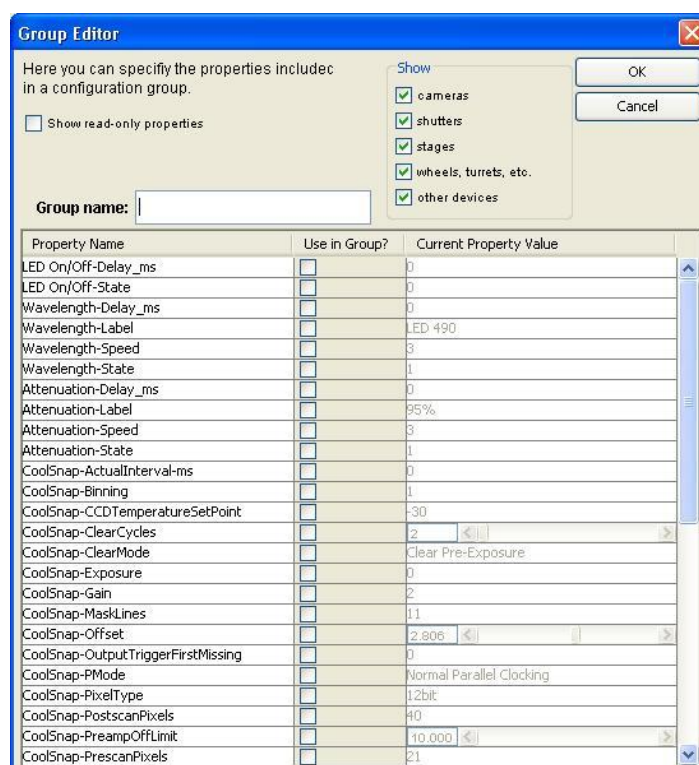 Group Editor
Here you can specifiy the properties includec
in a configuration group.
Show read-only properties
Show
cameras
shutters
stages
wheels, turrets, etc.
other devices
OK
Cancel
Group name:
Property Name Use in Group? Current Property Value
LED On/Off-Delay_ms 0
LED On/Off-State 0
Wavelength-Delay_ms 0
Wavelength-Label LED 490
Wavelength-Speed 3
Wavelength-State 1
Attenuation-Delay_ms 0
Attenuation-Label 95%
Attenuation-Speed 3
Attenuation-State 1
CoolSnap-ActualInterval-ms 0
CoolSnap-Binning 1
CoolSnap-CCDTemperatureSetPoint -30
CoolSnap-ClearCycles 2
CoolSnap-ClearMode Clear Pre-Exposure
CoolSnap-Exposure 0
CoolSnap-Gain 2
CoolSnap-MaskLines 11
CoolSnap-Offset 2.806
CoolSnap-OutputTriggerFirstMissing 0
CoolSnap-PMode Normal Parallel Clocking
CoolSnap-PixelType 12bit
CoolSnap-PostscanPixels 40
CoolSnap-PreampOffLimit 10.000
CoolSnap-PrescanPixels 21